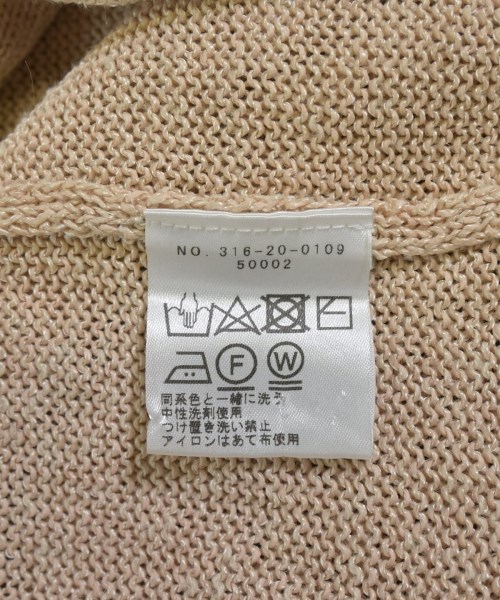 NO. 316-20-0109
50002
F W
同系色と一緒に洗う
中性洗剤使用
つけ置き洗い禁止
アイロンはあて布使用